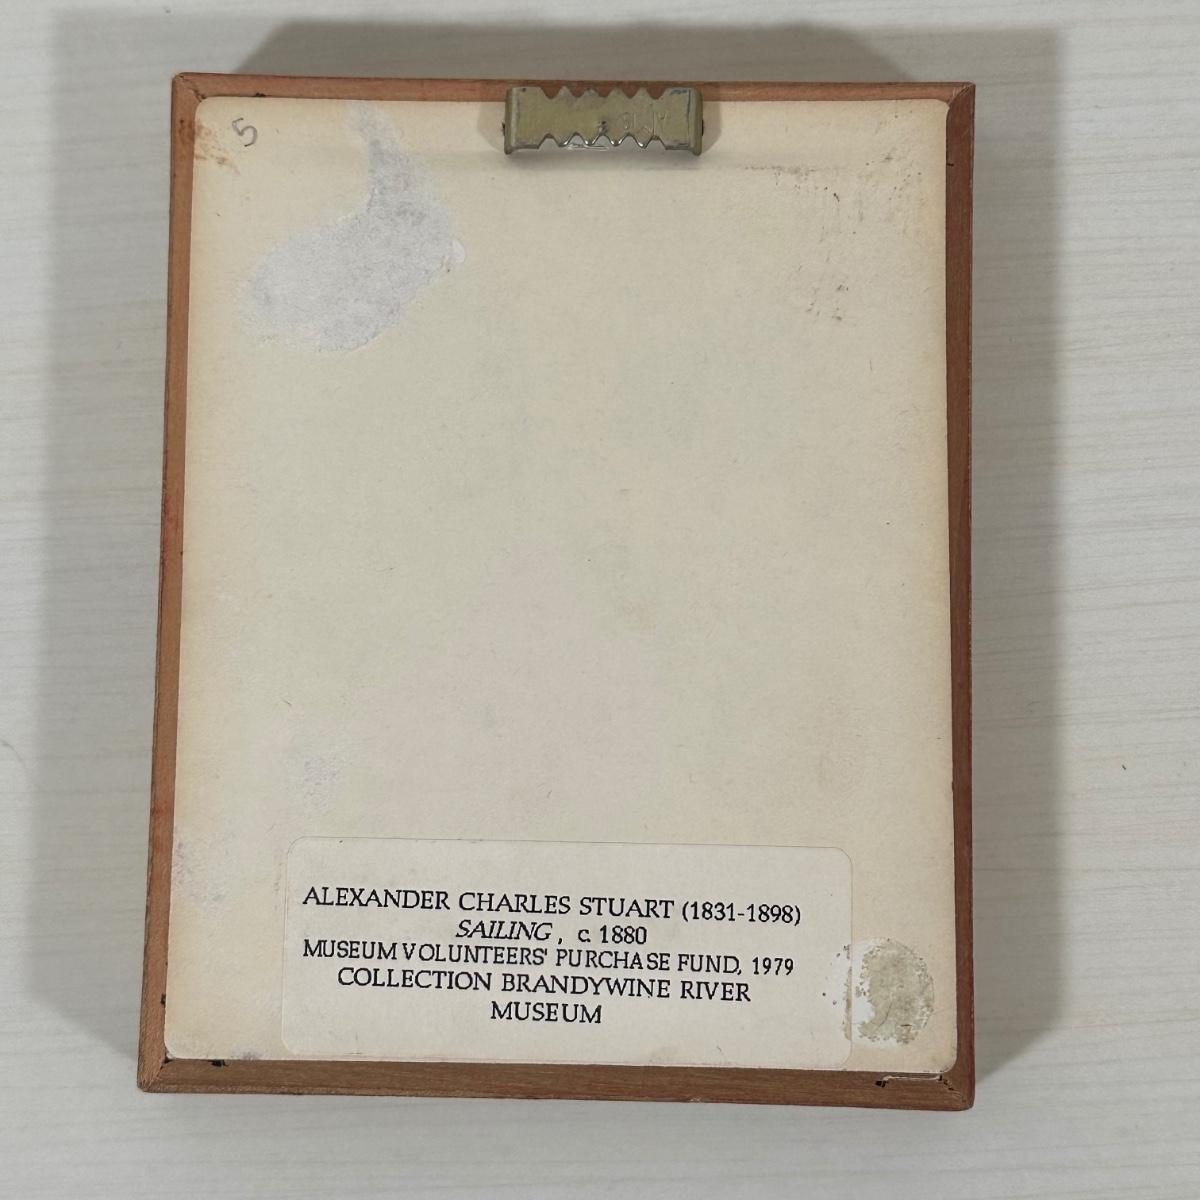 5
ALEXANDER CHARLES STUART (1831-1898)
SAILING, c. 1880
MUSEUM VOLUNTEERS' PURCHASE FUND, 1979
COLLECTION BRANDYWINE RIVER
MUSEUM